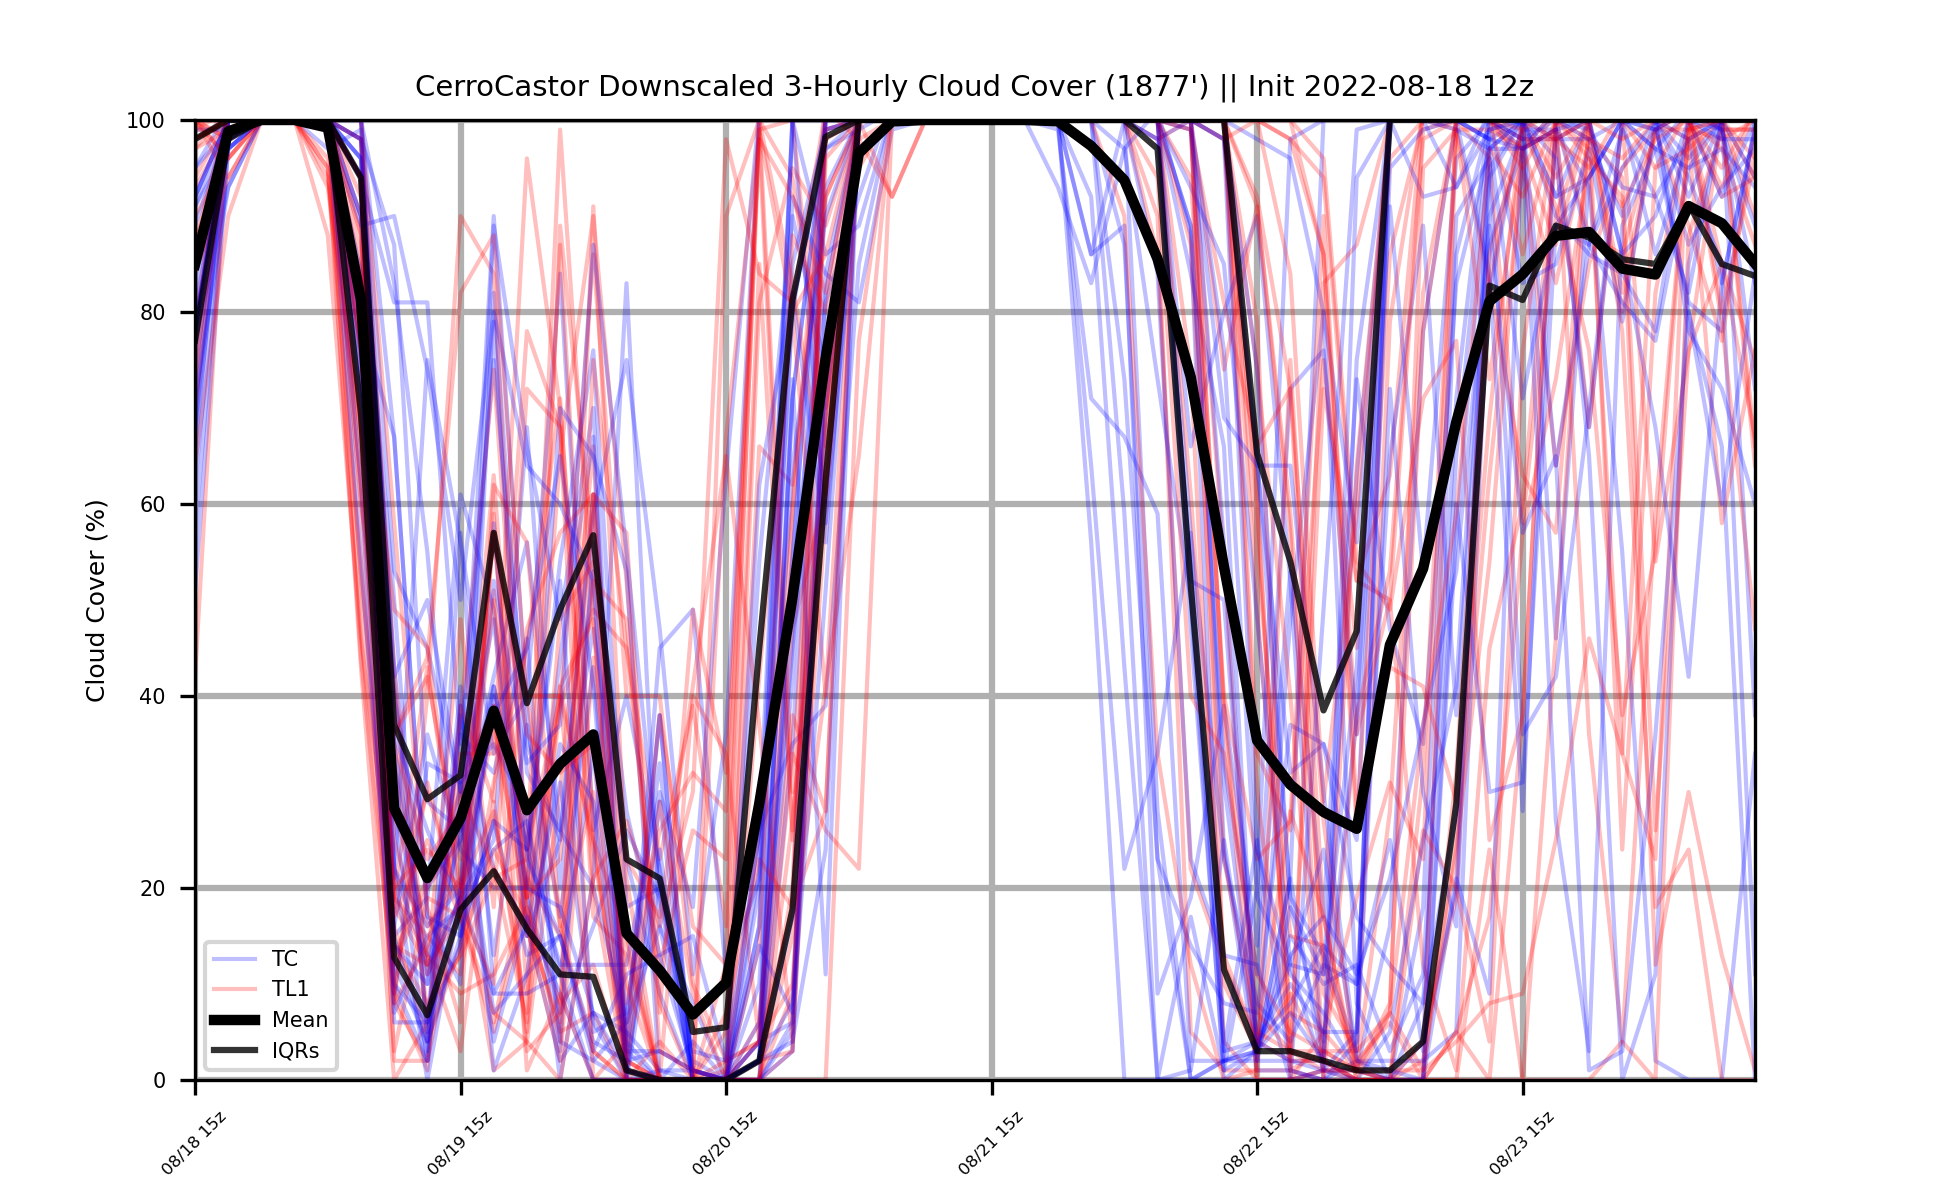 CerroCastor Downscaled 3-Hourly Cloud Cover (1877') || Init 2022-08-18 12z
Cloud Cover (%)
100
80
60
40
20
0
TC
TL1
Mean
IQRs
08/18 15z
08/19 15z
08/20 15z
08/21 15z
08/22 15z
08/23 15z